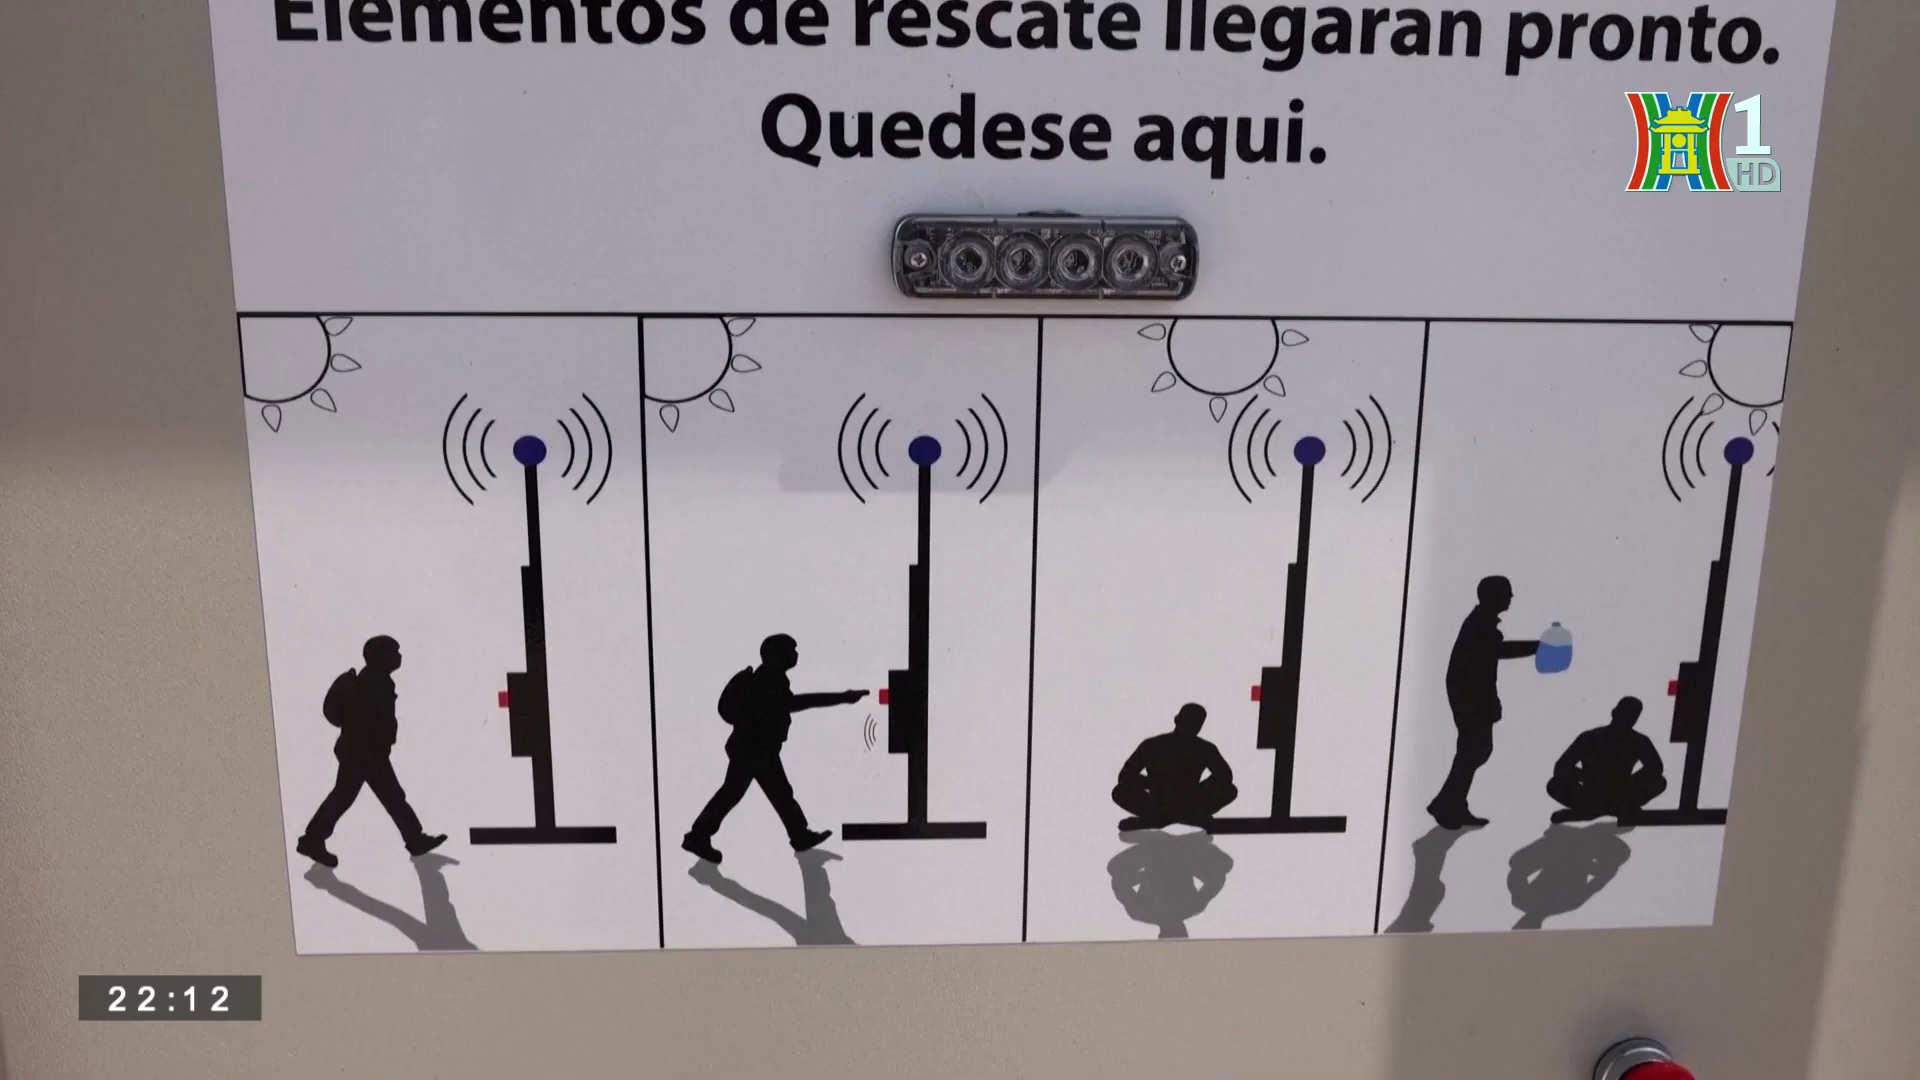 Elementos de rescate llegaran pronto.
Quedese aqui.
1
HD
22:12